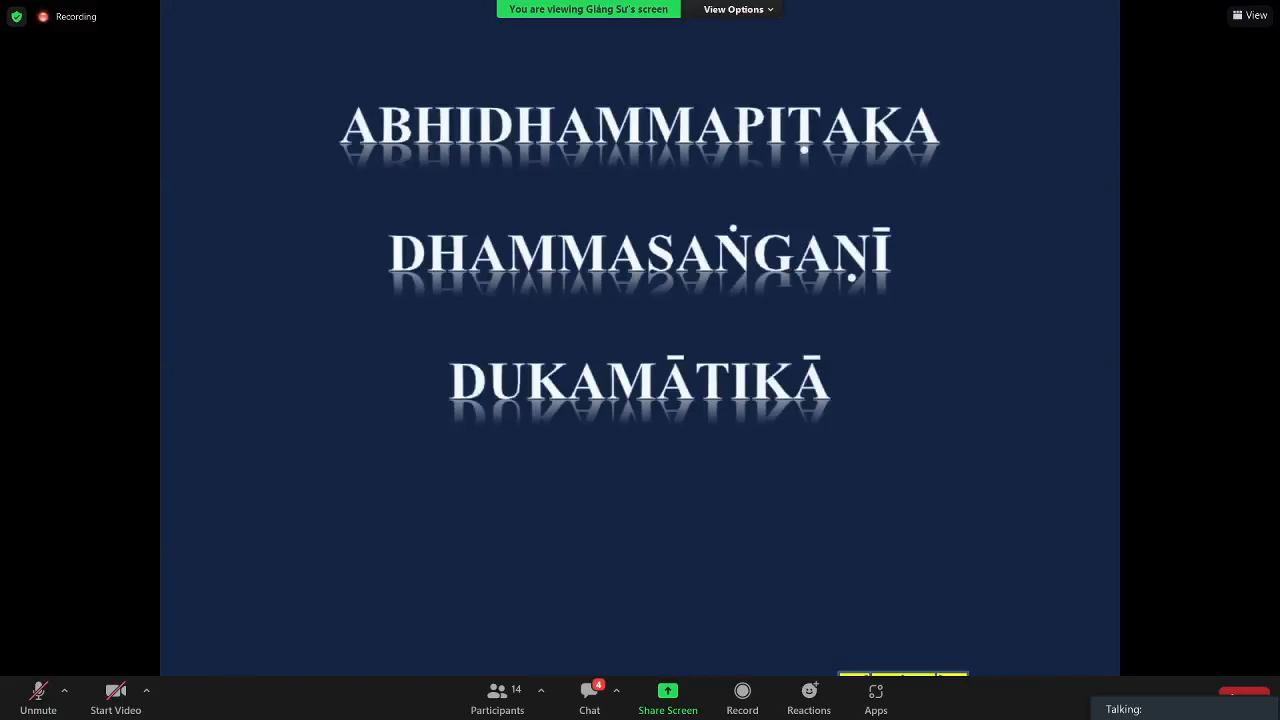 Recording
You are viewing Giảng Sư's screen
View Options
View
ABHIDHAMMAPIṬAKA
DHAMMASAṄGAṆĪ
DUKAMĀTIKĀ
14
4
Unmute
Start Video
Participants
Chat
Share Screen
Record
Reactions
Apps
Talking: